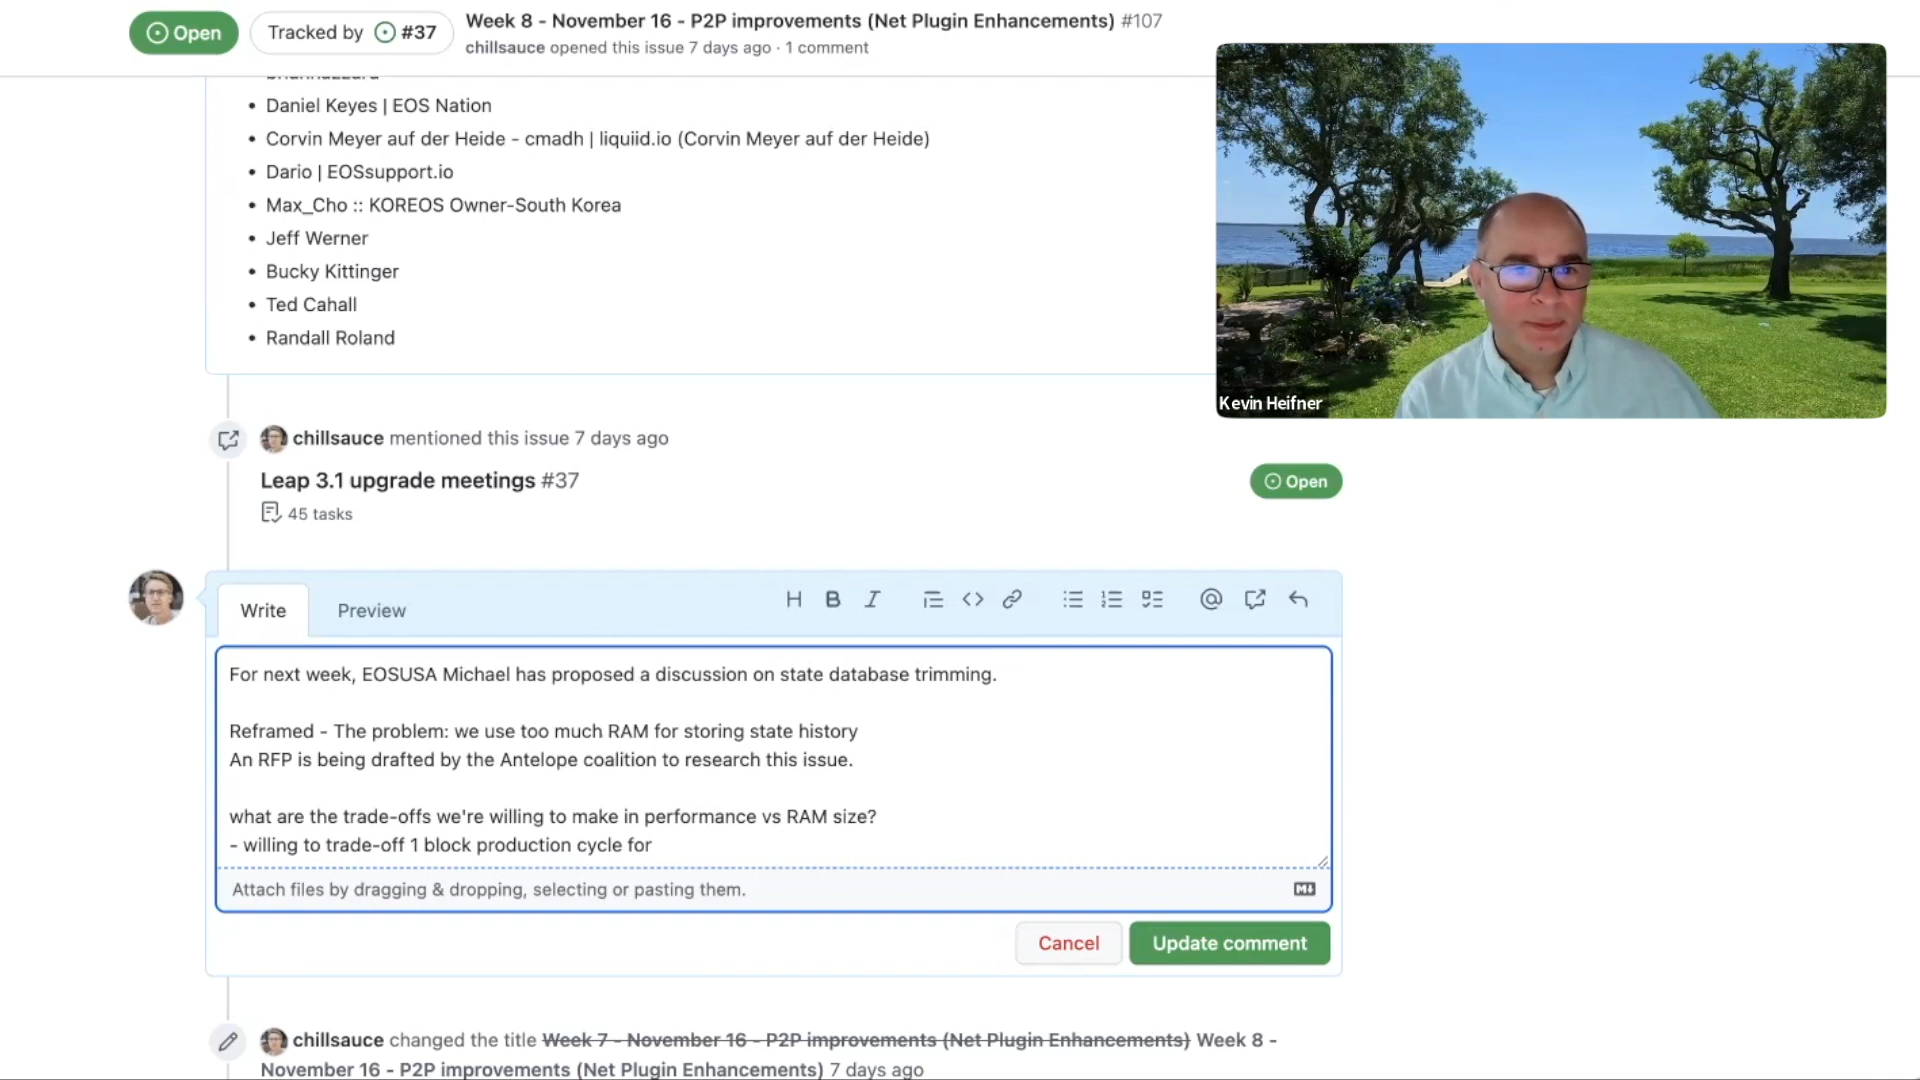 Open
Tracked by #37
Week 8 - November 16 - P2P improvements (Net Plugin Enhancements) #107
chillsauce opened this issue 7 days ago · 1 comment
• Daniel Keyes | EOS Nation
• Corvin Meyer auf der Heide - cmadh | liquiid.io (Corvin Meyer auf der Heide)
• Dario | EOSsupport.io
• Max_Cho :: KOREOS Owner-South Korea
• Jeff Werner
• Bucky Kittinger
• Ted Cahall
• Randall Roland
Kevin Heifner
chillsauce mentioned this issue 7 days ago
Leap 3.1 upgrade meetings #37
Open
45 tasks
Write
Preview
For next week, EOSUSA Michael has proposed a discussion on state database trimming.
Reframed - The problem: we use too much RAM for storing state history
An RFP is being drafted by the Antelope coalition to research this issue.
what are the trade-offs we're willing to make in performance vs RAM size?
- willing to trade-off 1 block production cycle for
Attach files by dragging & dropping, selecting or pasting them.
Cancel
Update comment
chillsauce changed the title Week 7 - November 16 - P2P improvements (Net Plugin Enhancements) Week 8 -
November 16 - P2P improvements (Net Plugin Enhancements) 7 days ago